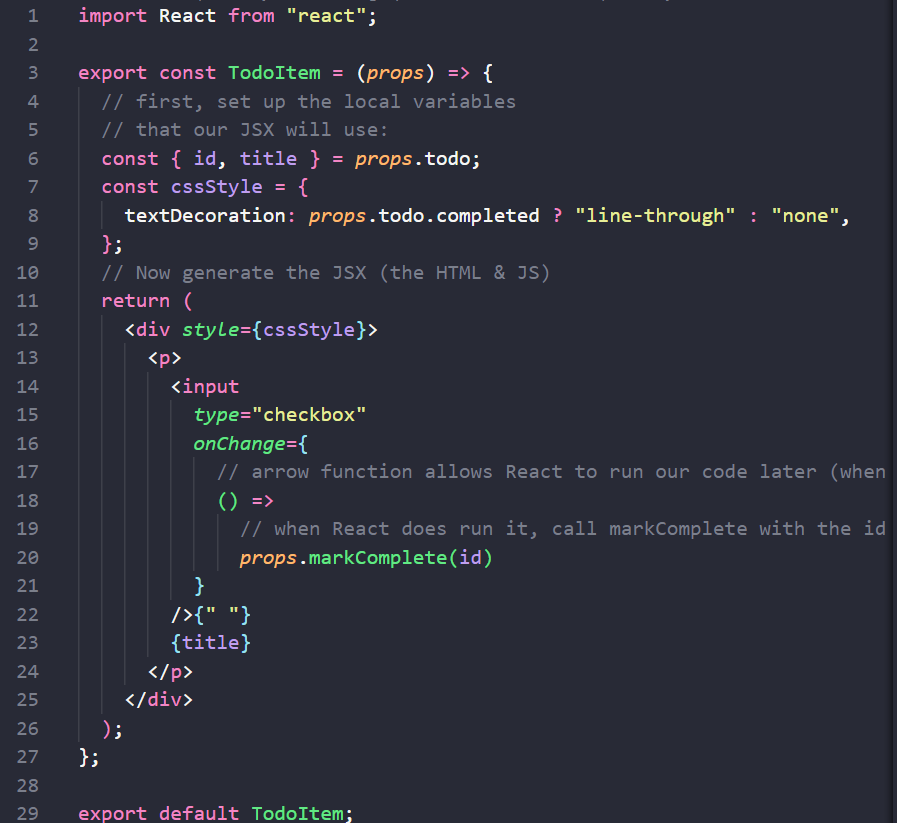 1 import React from "react";
2
3 export const TodoItem = (props) => {
4 // first, set up the local variables
5 // that our JSX will use:
6 const { id, title } = props.todo;
7 const cssStyle = {
8 textDecoration: props.todo.completed ? "line-through" : "none",
9 };
10 // Now generate the JSX (the HTML & JS)
11 return (
12 <div style={cssStyle}>
13 <p>
14 <input
15 type="checkbox"
16 onChange={
17 // arrow function allows React to run our code later (when
18 () =>
19 // when React does run it, call markComplete with the id
20 props.markComplete(id)
21 }
22 />{" "}
23 {title}
24 </p>
25 </div>
26 );
27 };
28
29 export default TodoItem;